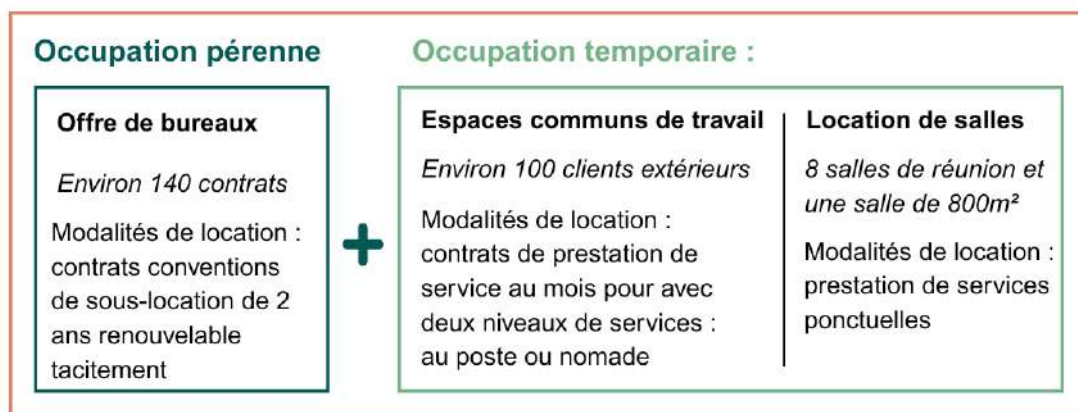 Occupation pérenne
Offre de bureaux
Environ 140 contrats
Modalités de location :
contrats conventions
de sous-location de 2
ans renouvelable
tacitement
+
Occupation temporaire :
Espaces communs de travail
Environ 100 clients extérieurs
Modalités de location :
contrats de prestation de
service au mois pour avec
deux niveaux de services :
au poste ou nomade
Location de salles
8 salles de réunion et
une salle de 800m²
Modalités de location :
prestation de services
ponctuelles